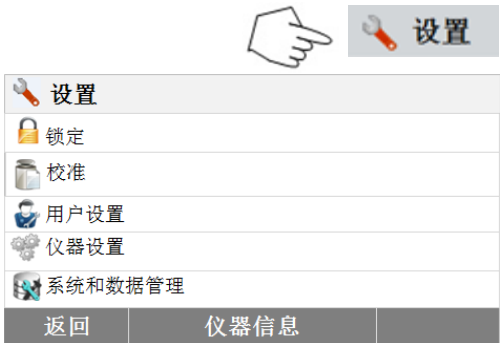 设置
设置
锁定
校准
用户设置
仪器设置
系统和数据管理
返回 仪器信息